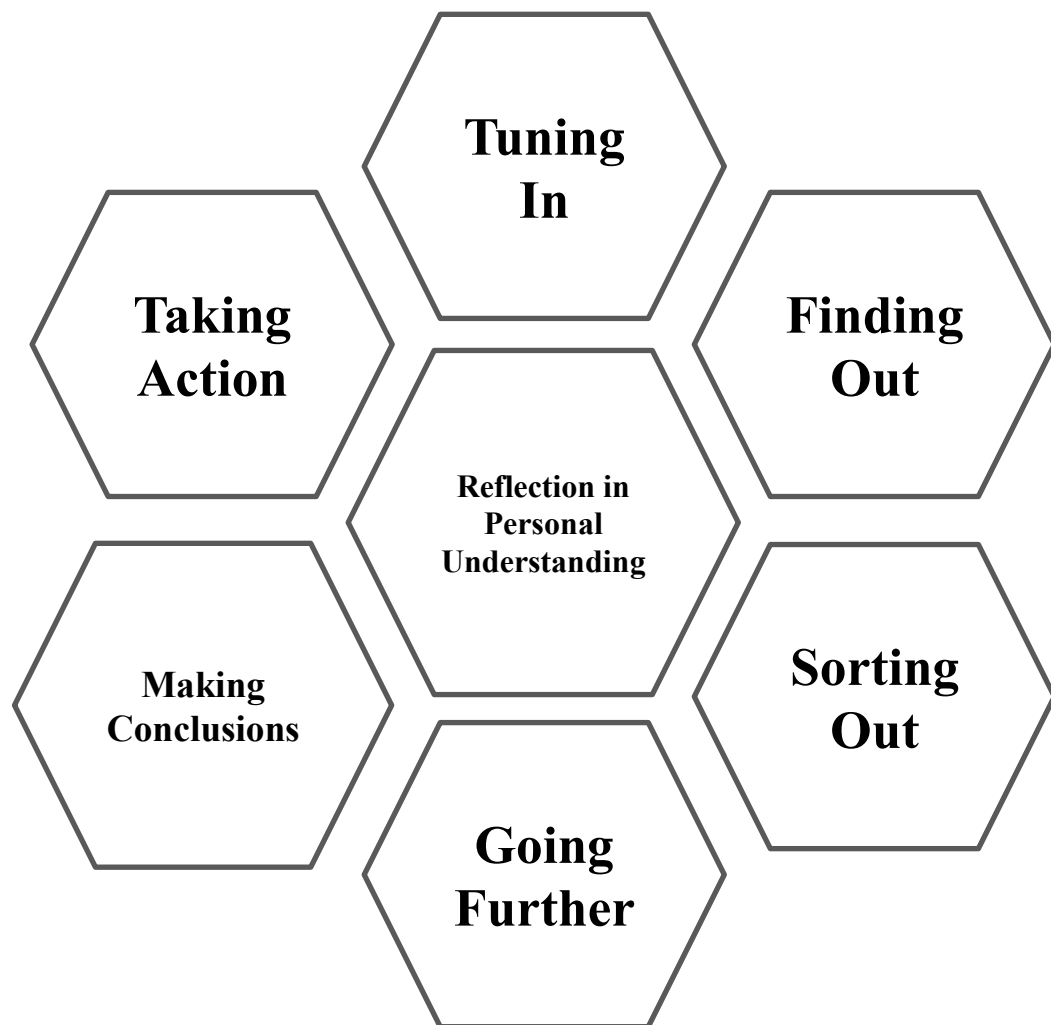 Tuning
In
Finding
Out
Sorting
Out
Going
Further
Making
Conclusions
Taking
Action
Reflection in
Personal
Understanding